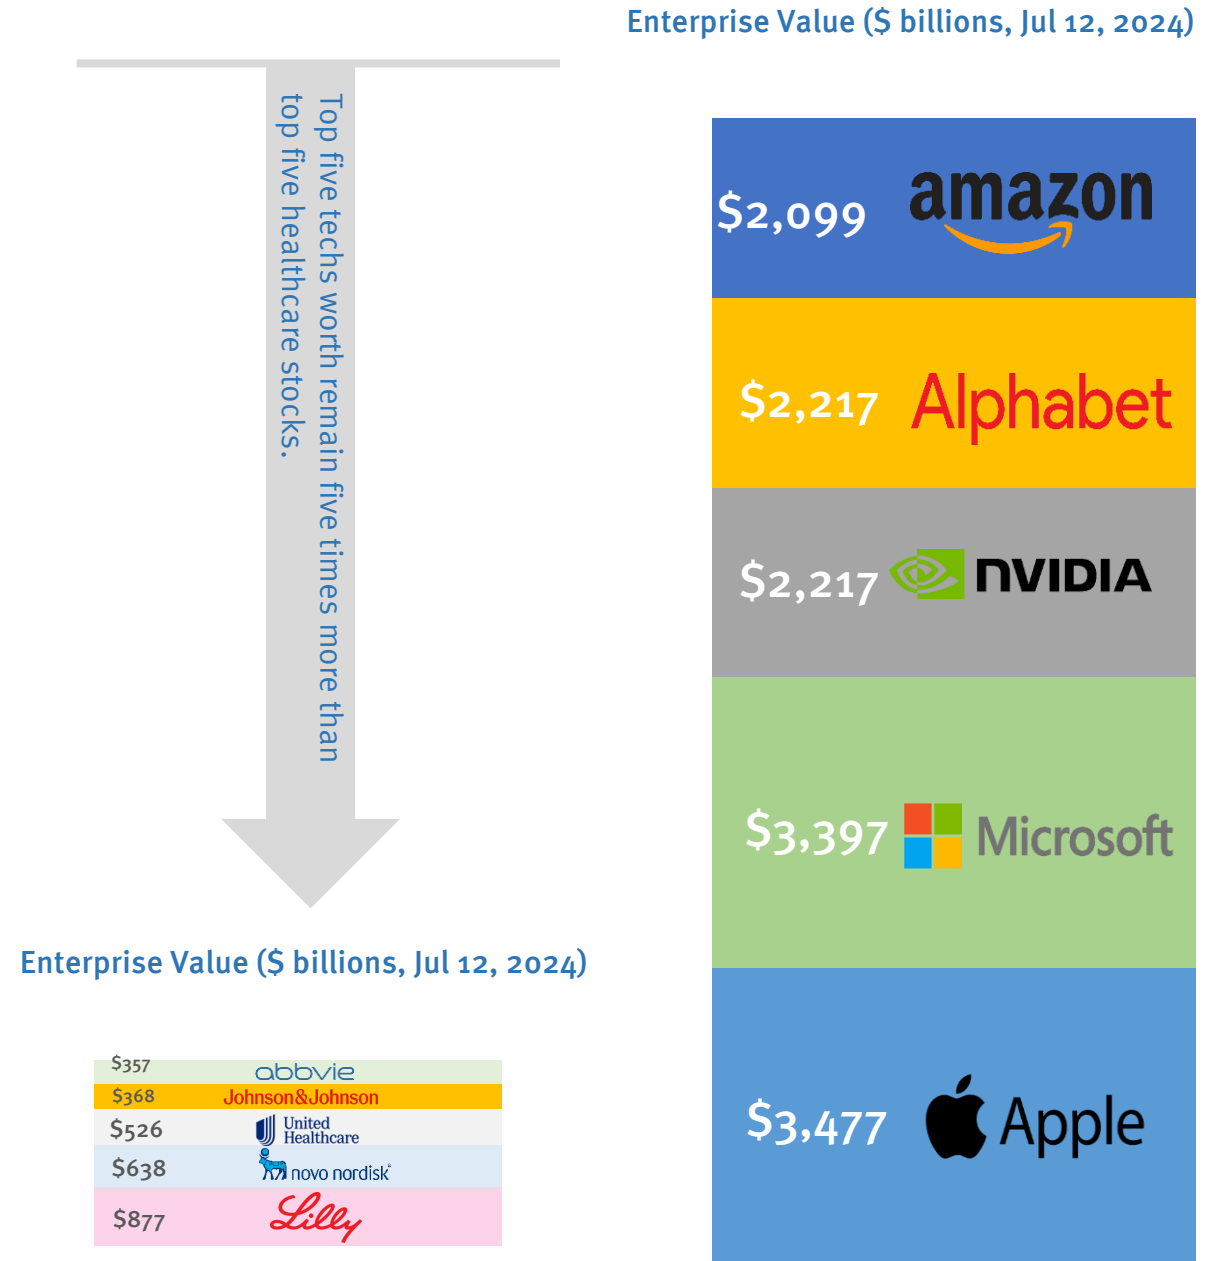 Enterprise Value ($ billions, Jul 12, 2024)
Top five techs worth remain five times more than
top five healthcare stocks.
$2,099 amazon
$2,217 Alphabet
$2,217 NVIDIA
$3,397 Microsoft
$3,477 Apple
Enterprise Value ($ billions, Jul 12, 2024)
$357 abbvie
$368 Johnson&Johnson
$526 United
Healthcare
$638 novo nordisk
$877 Lilly